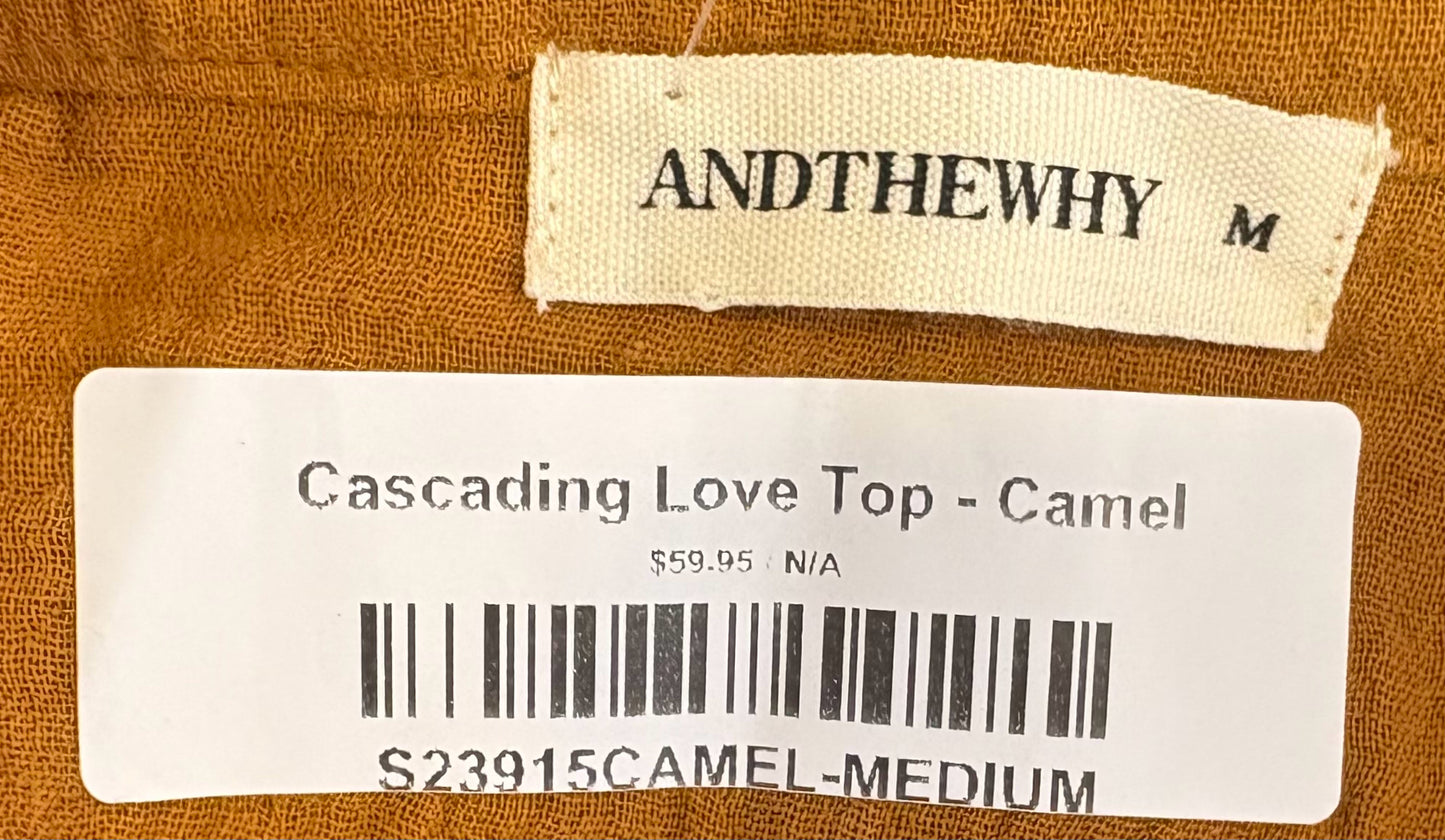 ANDTHEWHY M
Cascading Love Top - Camel
$59.95 N/A
S23915CAMEL-MEDIUM